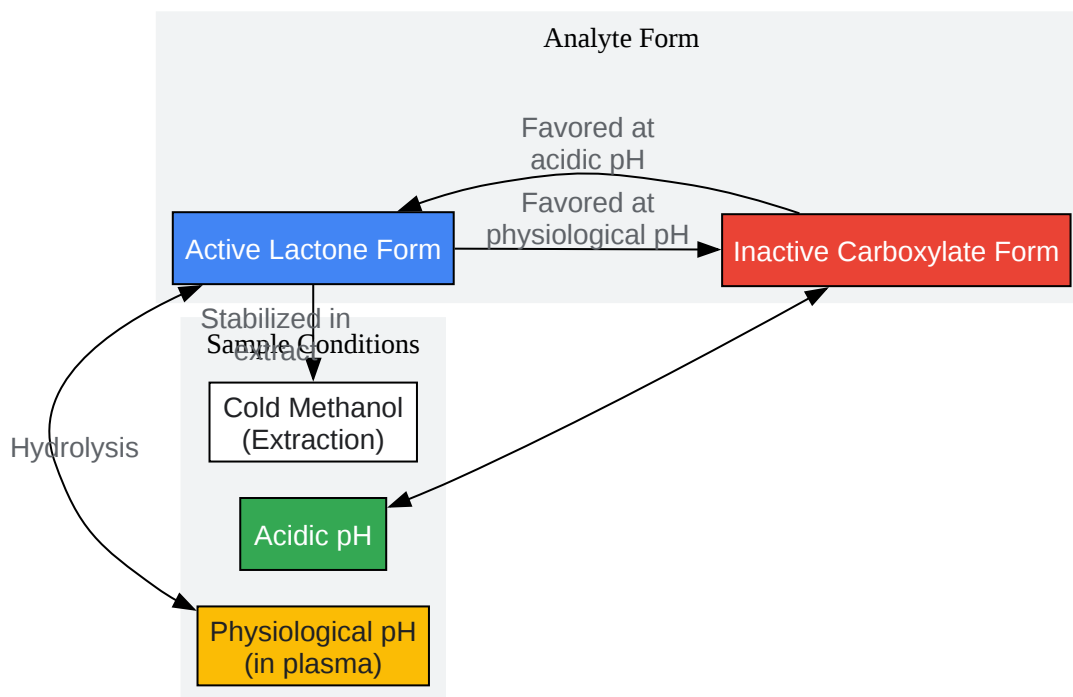 Analyte Form
Favored at
acidic pH
Favored at
physiological pH
Active Lactone Form
Inactive Carboxylate Form
Stabilized in
extract
Sample Conditions
Cold Methanol
(Extraction)
Hydrolysis
Acidic pH
Physiological pH
(in plasma)